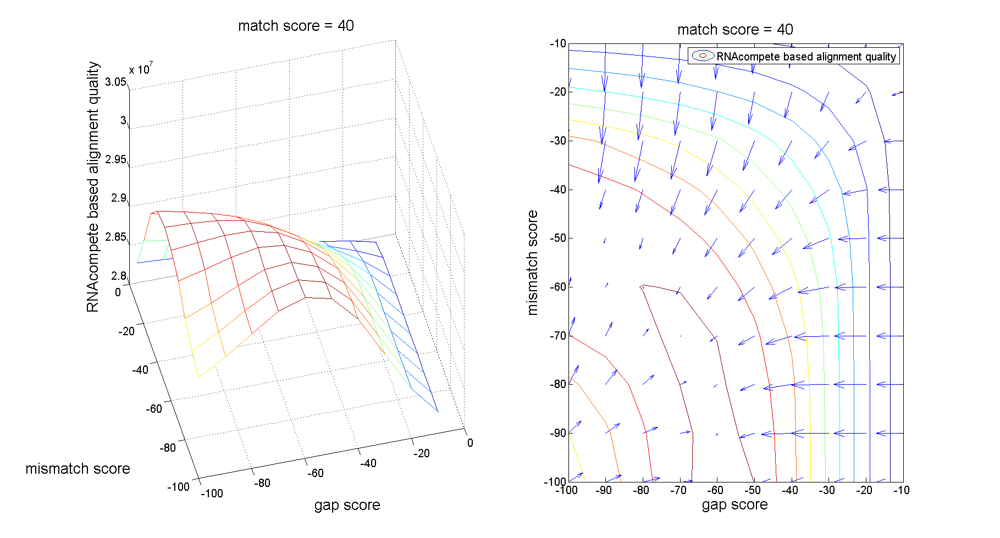 match score = 40
x 10^7
3.05
3
2.95
2.9
2.85
2.8
RNAcompete based alignment quality
0
-20
-40
-60
-80
-100
mismatch score
-100
-80
-60
-40
-20
0
gap score
match score = 40
RNAcompete based alignment quality
-10
-20
-30
-40
-50
-60
-70
-80
-90
-100
mismatch score
-100 -90 -80 -70 -60 -50 -40 -30 -20 -10
gap score